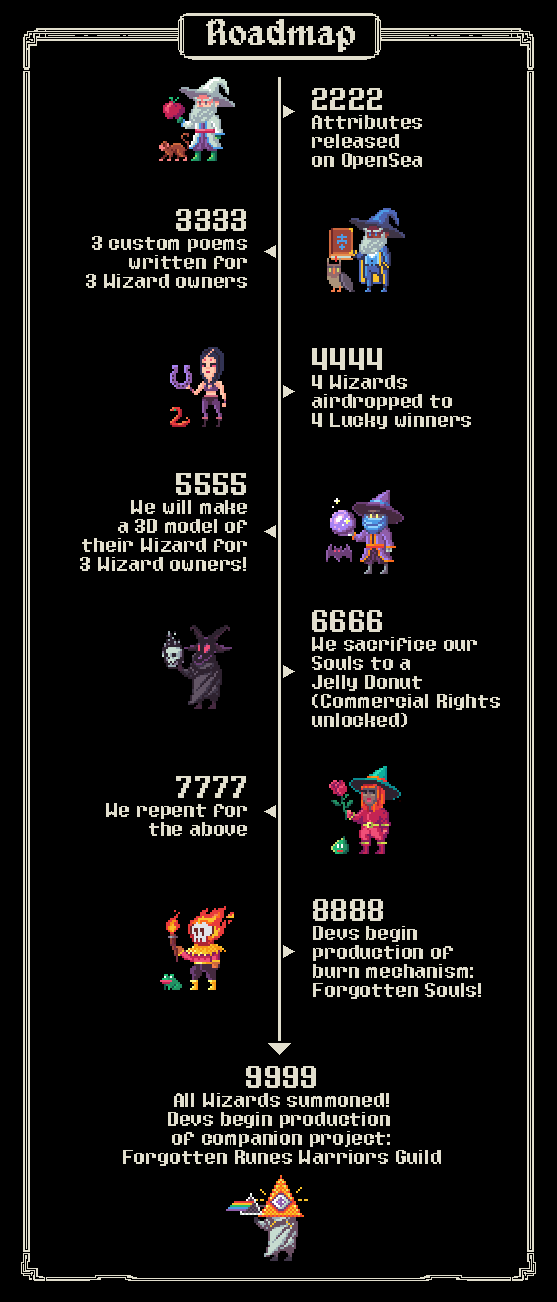 Roadmap
2222
Attributes
released
on OpenSea
3333
3 custom poems
written for
3 Wizard owners
4444
4 Wizards
airdropped to
4 Lucky winners
5555
We will make
a 3D model of
their Wizard for
3 Wizard owners!
6666
We sacrifice our
Souls to a
Jelly Donut
(Commercial Rights
unlocked)
7777
We repent for
the above
8888
Devs begin
production of
burn mechanism:
Forgotten Souls!
9999
All Wizards summoned!
Devs begin production
of companion project:
Forgotten Runes Warriors Guild